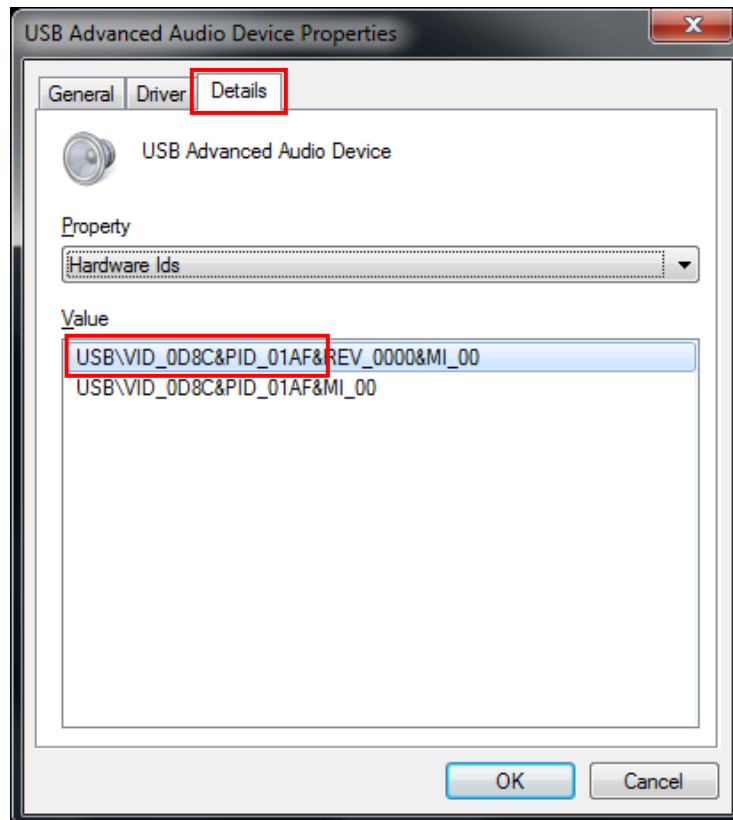 USB Advanced Audio Device Properties
General Driver Details
USB Advanced Audio Device
Property
Hardware Ids
Value
USB\VID_0D8C&PID_01AF&REV_0000&MI_00
USB\VID_0D8C&PID_01AF&MI_00
OK Cancel